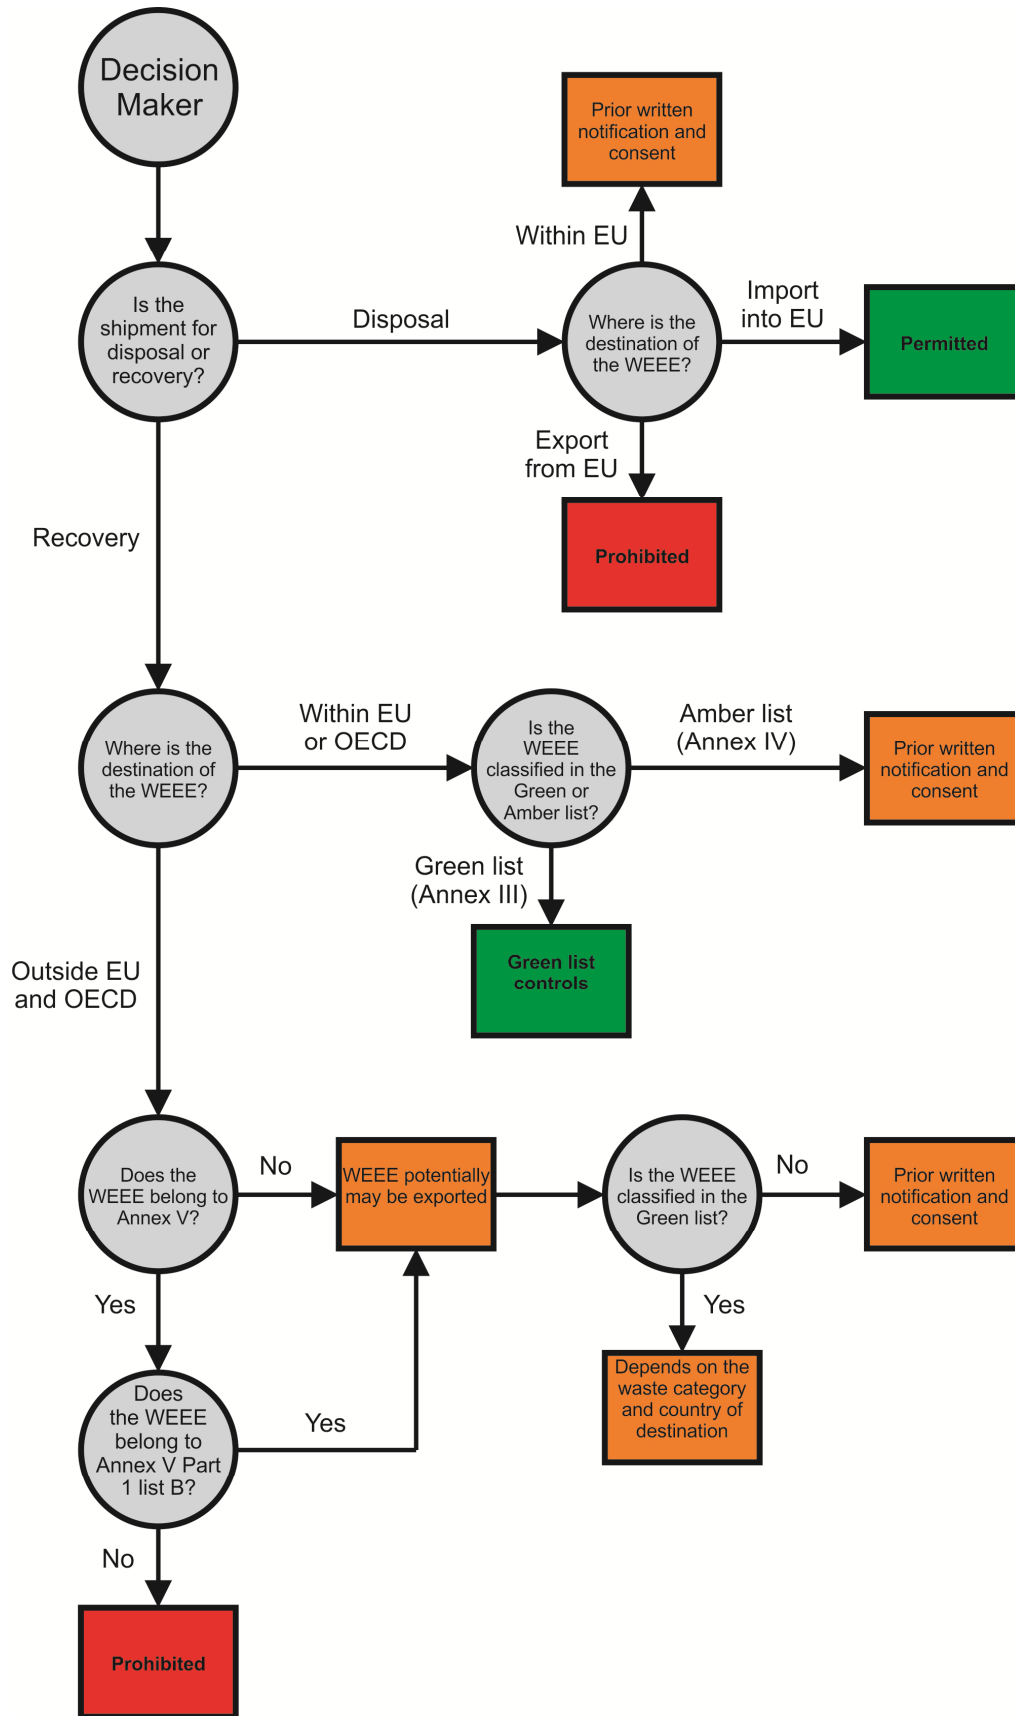 Decision
Maker
Prior written
notification and
consent
Within EU
Is the
shipment for
disposal or
recovery?
Disposal
Where is the
destination of
the WEEE?
Import
into EU
Permitted
Export
from EU
Prohibited
Recovery
Where is the
destination of
the WEEE?
Within EU
or OECD
Is the
WEEE
classified in the
Green or
Amber list?
Amber list
(Annex IV)
Prior written
notification and
consent
Green list
(Annex III)
Green list
controls
Outside EU
and OECD
Does the
WEEE belong to
Annex V?
No
WEEE potentially
may be exported
Is the WEEE
classified in the
Green list?
No
Prior written
notification and
consent
Yes
Yes
Depends on the
waste category
and country of
destination
Does
the WEEE
belong to
Annex V Part
1 list B?
Yes
No
Prohibited